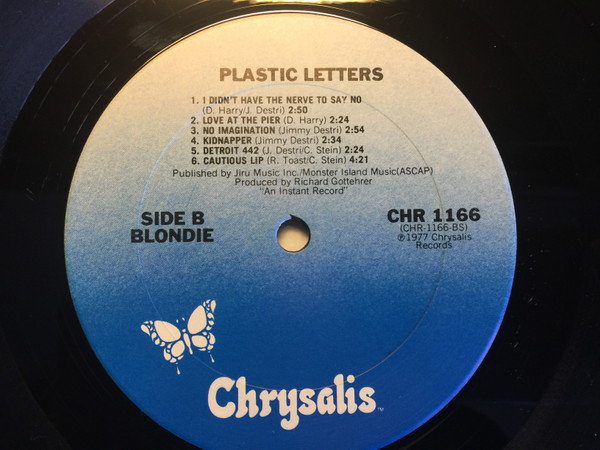 PLASTIC LETTERS
1. I DIDN'T HAVE THE NERVE TO SAY NO
(D. Harry/J. Destri) 2:50
2. LOVE AT THE PIER (D. Harry) 2:24
3. NO IMAGINATION (Jimmy Destri) 2:54
4. KIDNAPPER (Jimmy Destri) 2:34
5. DETROIT 442 (J. Destri/C. Stein) 2:24
6. CAUTIOUS LIP (R. Toast/C. Stein) 4:21
Published by Jiru Music Inc./Monster Island Music(ASCAP)
Produced by Richard Gottehrer
"An Instant Record"
SIDE B
BLONDIE
CHR 1166
(CHR-1166-BS)
℗1977 Chrysalis
Records
Chrysalis™